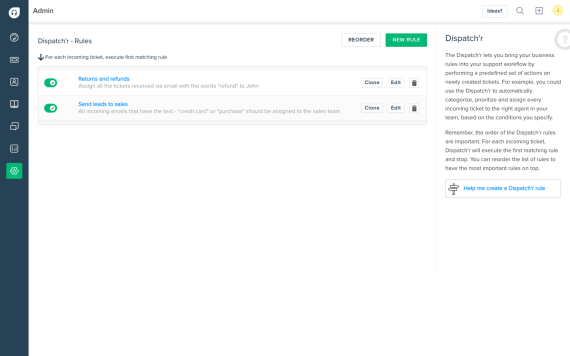 Admin
Ideas?
J
Dispatch'r - Rules
REORDER
NEW RULE
For each incoming ticket, execute first matching rule
Returns and refunds
Assign all the tickets received via email with the words "refund" to John
Clone
Edit
Send leads to sales
All incoming emails that have the text - "credit card" or "purchase" should be assigned to the sales team.
Clone
Edit
Dispatch'r
?
The Dispatch'r lets you bring your business
rules into your support workflow by
performing a predefined set of actions on
newly created tickets. For example, you could
use the Dispatch'r to automatically
categorize, prioritize and assign every
incoming ticket to the right agent in your
team, based on the conditions you specify.
Remember, the order of the Dispatch'r rules
are important. For each incoming ticket,
Dispatch'r will execute the first matching rule
and stop. You can reorder the list of rules to
have the most important rules on top.
Help me create a Dispatch'r rule